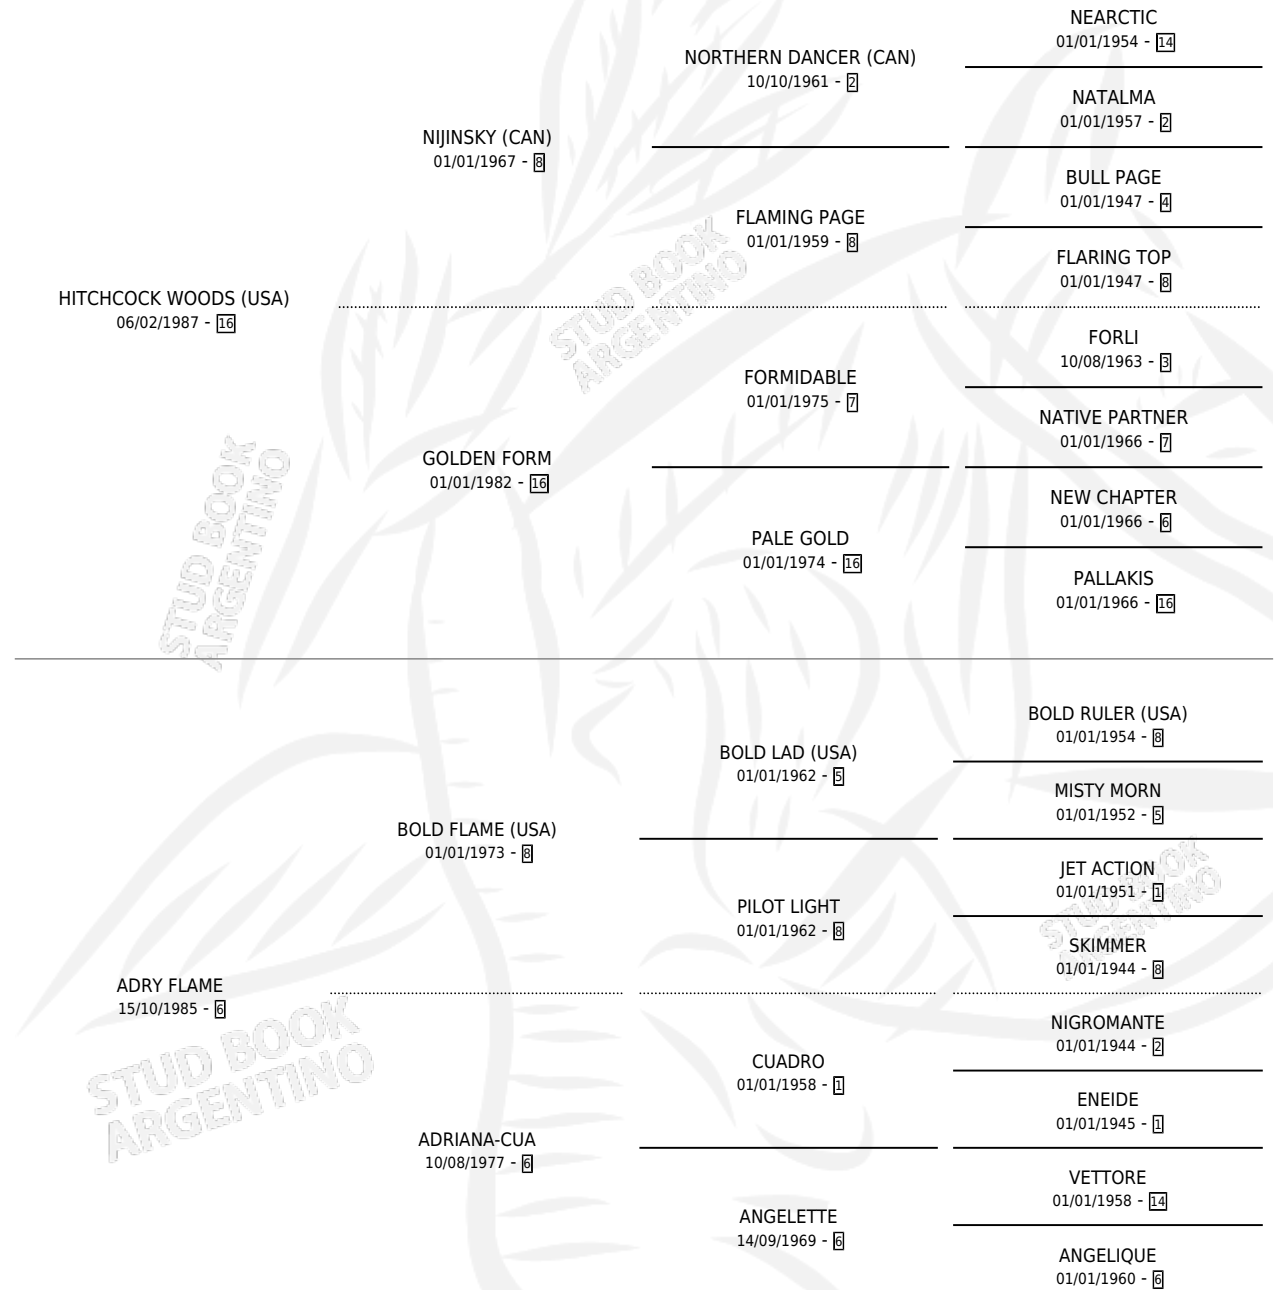 NEARCTIC
01/01/1954 - 14
NORTHERN DANCER (CAN)
10/10/1961 - 2
NATALMA
01/01/1957 - 2
NIJINSKY (CAN)
01/01/1967 - 8
BULL PAGE
01/01/1947 - 4
FLAMING PAGE
01/01/1959 - 8
FLARING TOP
01/01/1947 - 8
HITCHCOCK WOODS (USA)
06/02/1987 - 16
FORLI
10/08/1963 - 3
FORMIDABLE
01/01/1975 - 7
NATIVE PARTNER
01/01/1966 - 7
GOLDEN FORM
01/01/1982 - 16
NEW CHAPTER
01/01/1966 - 6
PALE GOLD
01/01/1974 - 16
PALLAKIS
01/01/1966 - 16
BOLD RULER (USA)
01/01/1954 - 8
BOLD LAD (USA)
01/01/1962 - 5
MISTY MORN
01/01/1952 - 5
BOLD FLAME (USA)
01/01/1973 - 8
JET ACTION
01/01/1951 - 1
PILOT LIGHT
01/01/1962 - 8
SKIMMER
01/01/1944 - 8
ADRY FLAME
15/10/1985 - 6
NIGROMANTE
01/01/1944 - 2
CUADRO
01/01/1958 - 1
ENEIDE
01/01/1945 - 1
ADRIANA-CUA
10/08/1977 - 6
VETTORE
01/01/1958 - 14
ANGELETTE
14/09/1969 - 6
ANGELIQUE
01/01/1960 - 6
STUD BOOK
ARGENTINO
STUD BOOK
ARGENTINO
STUD BOOK
ARGENTINO
STUD BOOK
ARGENTINO